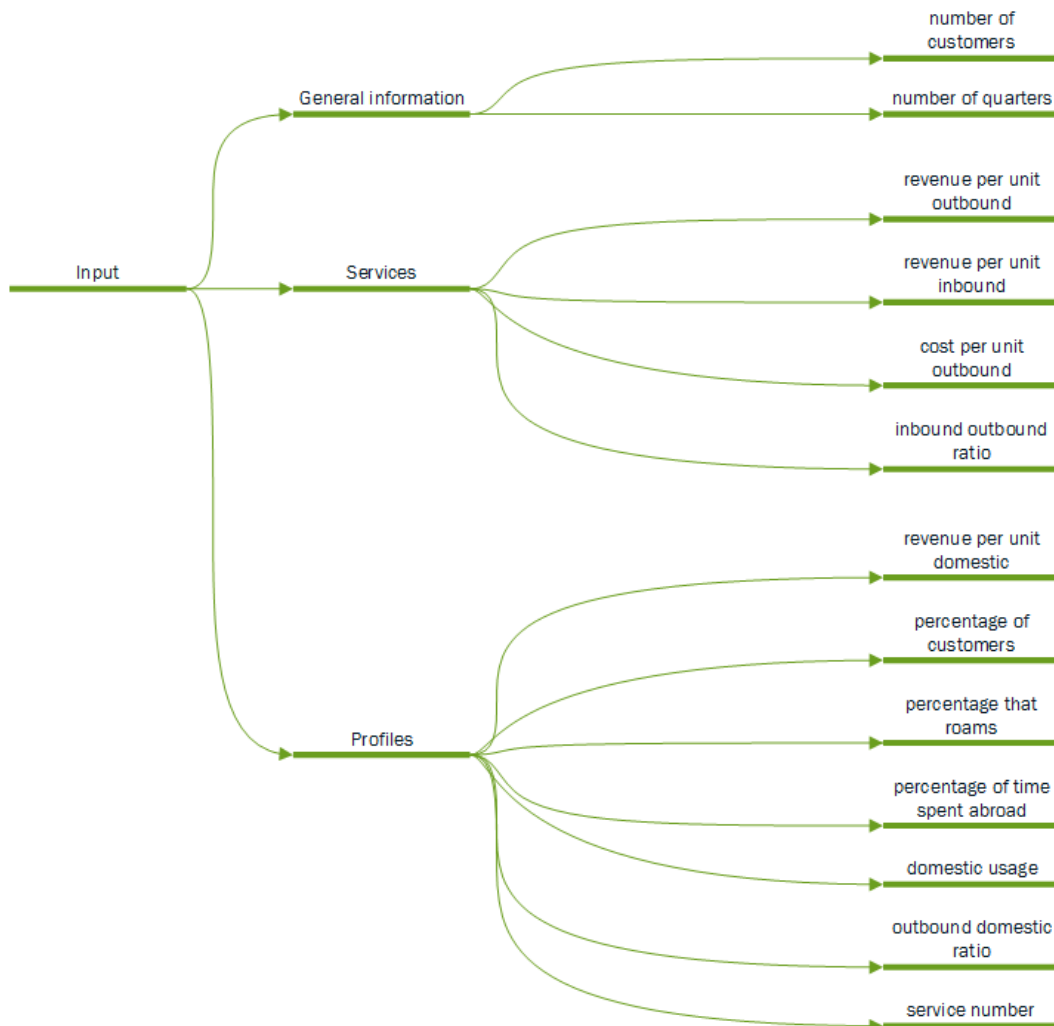 number of
customers
General information
number of quarters
revenue per unit
outbound
Input
Services
revenue per unit
inbound
cost per unit
outbound
inbound outbound
ratio
revenue per unit
domestic
percentage of
customers
percentage that
roams
Profiles
percentage of time
spent abroad
domestic usage
outbound domestic
ratio
service number